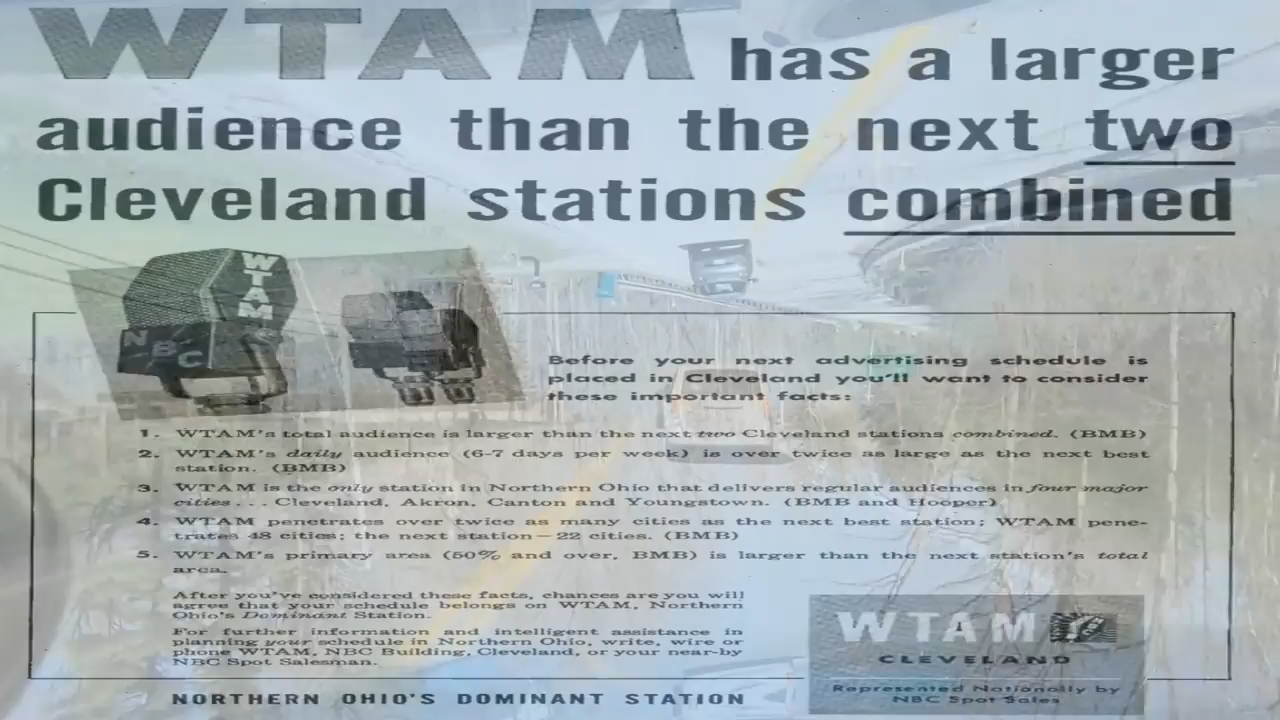 WTAM has a larger
audience than the next two
Cleveland stations combined
WTAM
NBC
Before your next advertising schedule is
placed in Cleveland you'll want to consider
these important facts:
1. WTAM's total audience is larger than the next two Cleveland stations combined. (BMB)
2. WTAM's daily audience (6-7 days per week) is over twice as large as the next best
station. (BMB)
3. WTAM is the only station in Northern Ohio that delivers regular audiences in four major
cities... Cleveland, Akron, Canton and Youngstown. (BMB and Hooper)
4. WTAM penetrates over twice as many cities as the next best station; WTAM pene-
trates 48 cities; the next station — 22 cities. (BMB)
5. WTAM's primary area (50% and over, BMB) is larger than the next station's total
area.
After you've considered these facts, chances are you will
agree that your schedule belongs on WTAM, Northern
Ohio's Dominant Station.
For further information and intelligent assistance in
planning your schedule in Northern Ohio, write, wire or
phone WTAM, NBC Building, Cleveland, or your near-by
NBC Spot Salesman.
NORTHERN OHIO'S DOMINANT STATION
WTAM
CLEVELAND
Represented Nationally by
NBC Spot Sales